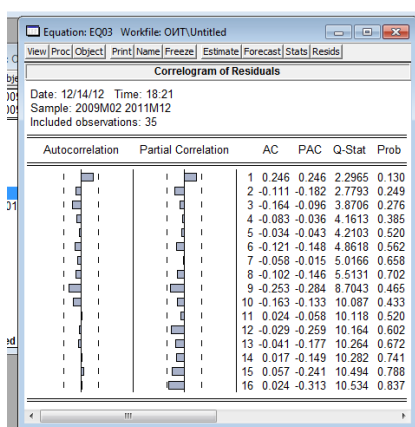 Equation: EQ03 Workfile: ОИТ\Untitled
View Proc Object Print Name Freeze Estimate Forecast Stats Resids
Correlogram of Residuals
Date: 12/14/12 Time: 18:21
Sample: 2009M02 2011M12
Included observations: 35
Autocorrelation Partial Correlation AC PAC Q-Stat Prob
1 0.246 0.246 2.2965 0.130
2 -0.111 -0.182 2.7793 0.249
3 -0.164 -0.096 3.8706 0.276
4 -0.083 -0.036 4.1613 0.385
5 -0.034 -0.043 4.2103 0.520
6 -0.121 -0.148 4.8618 0.562
7 -0.058 -0.015 5.0166 0.658
8 -0.102 -0.146 5.5131 0.702
9 -0.253 -0.284 8.7043 0.465
10 -0.163 -0.133 10.087 0.433
11 0.024 -0.058 10.118 0.520
12 -0.029 -0.259 10.164 0.602
13 -0.041 -0.177 10.264 0.672
14 0.017 -0.149 10.282 0.741
15 0.057 -0.241 10.494 0.788
16 0.024 -0.313 10.534 0.837